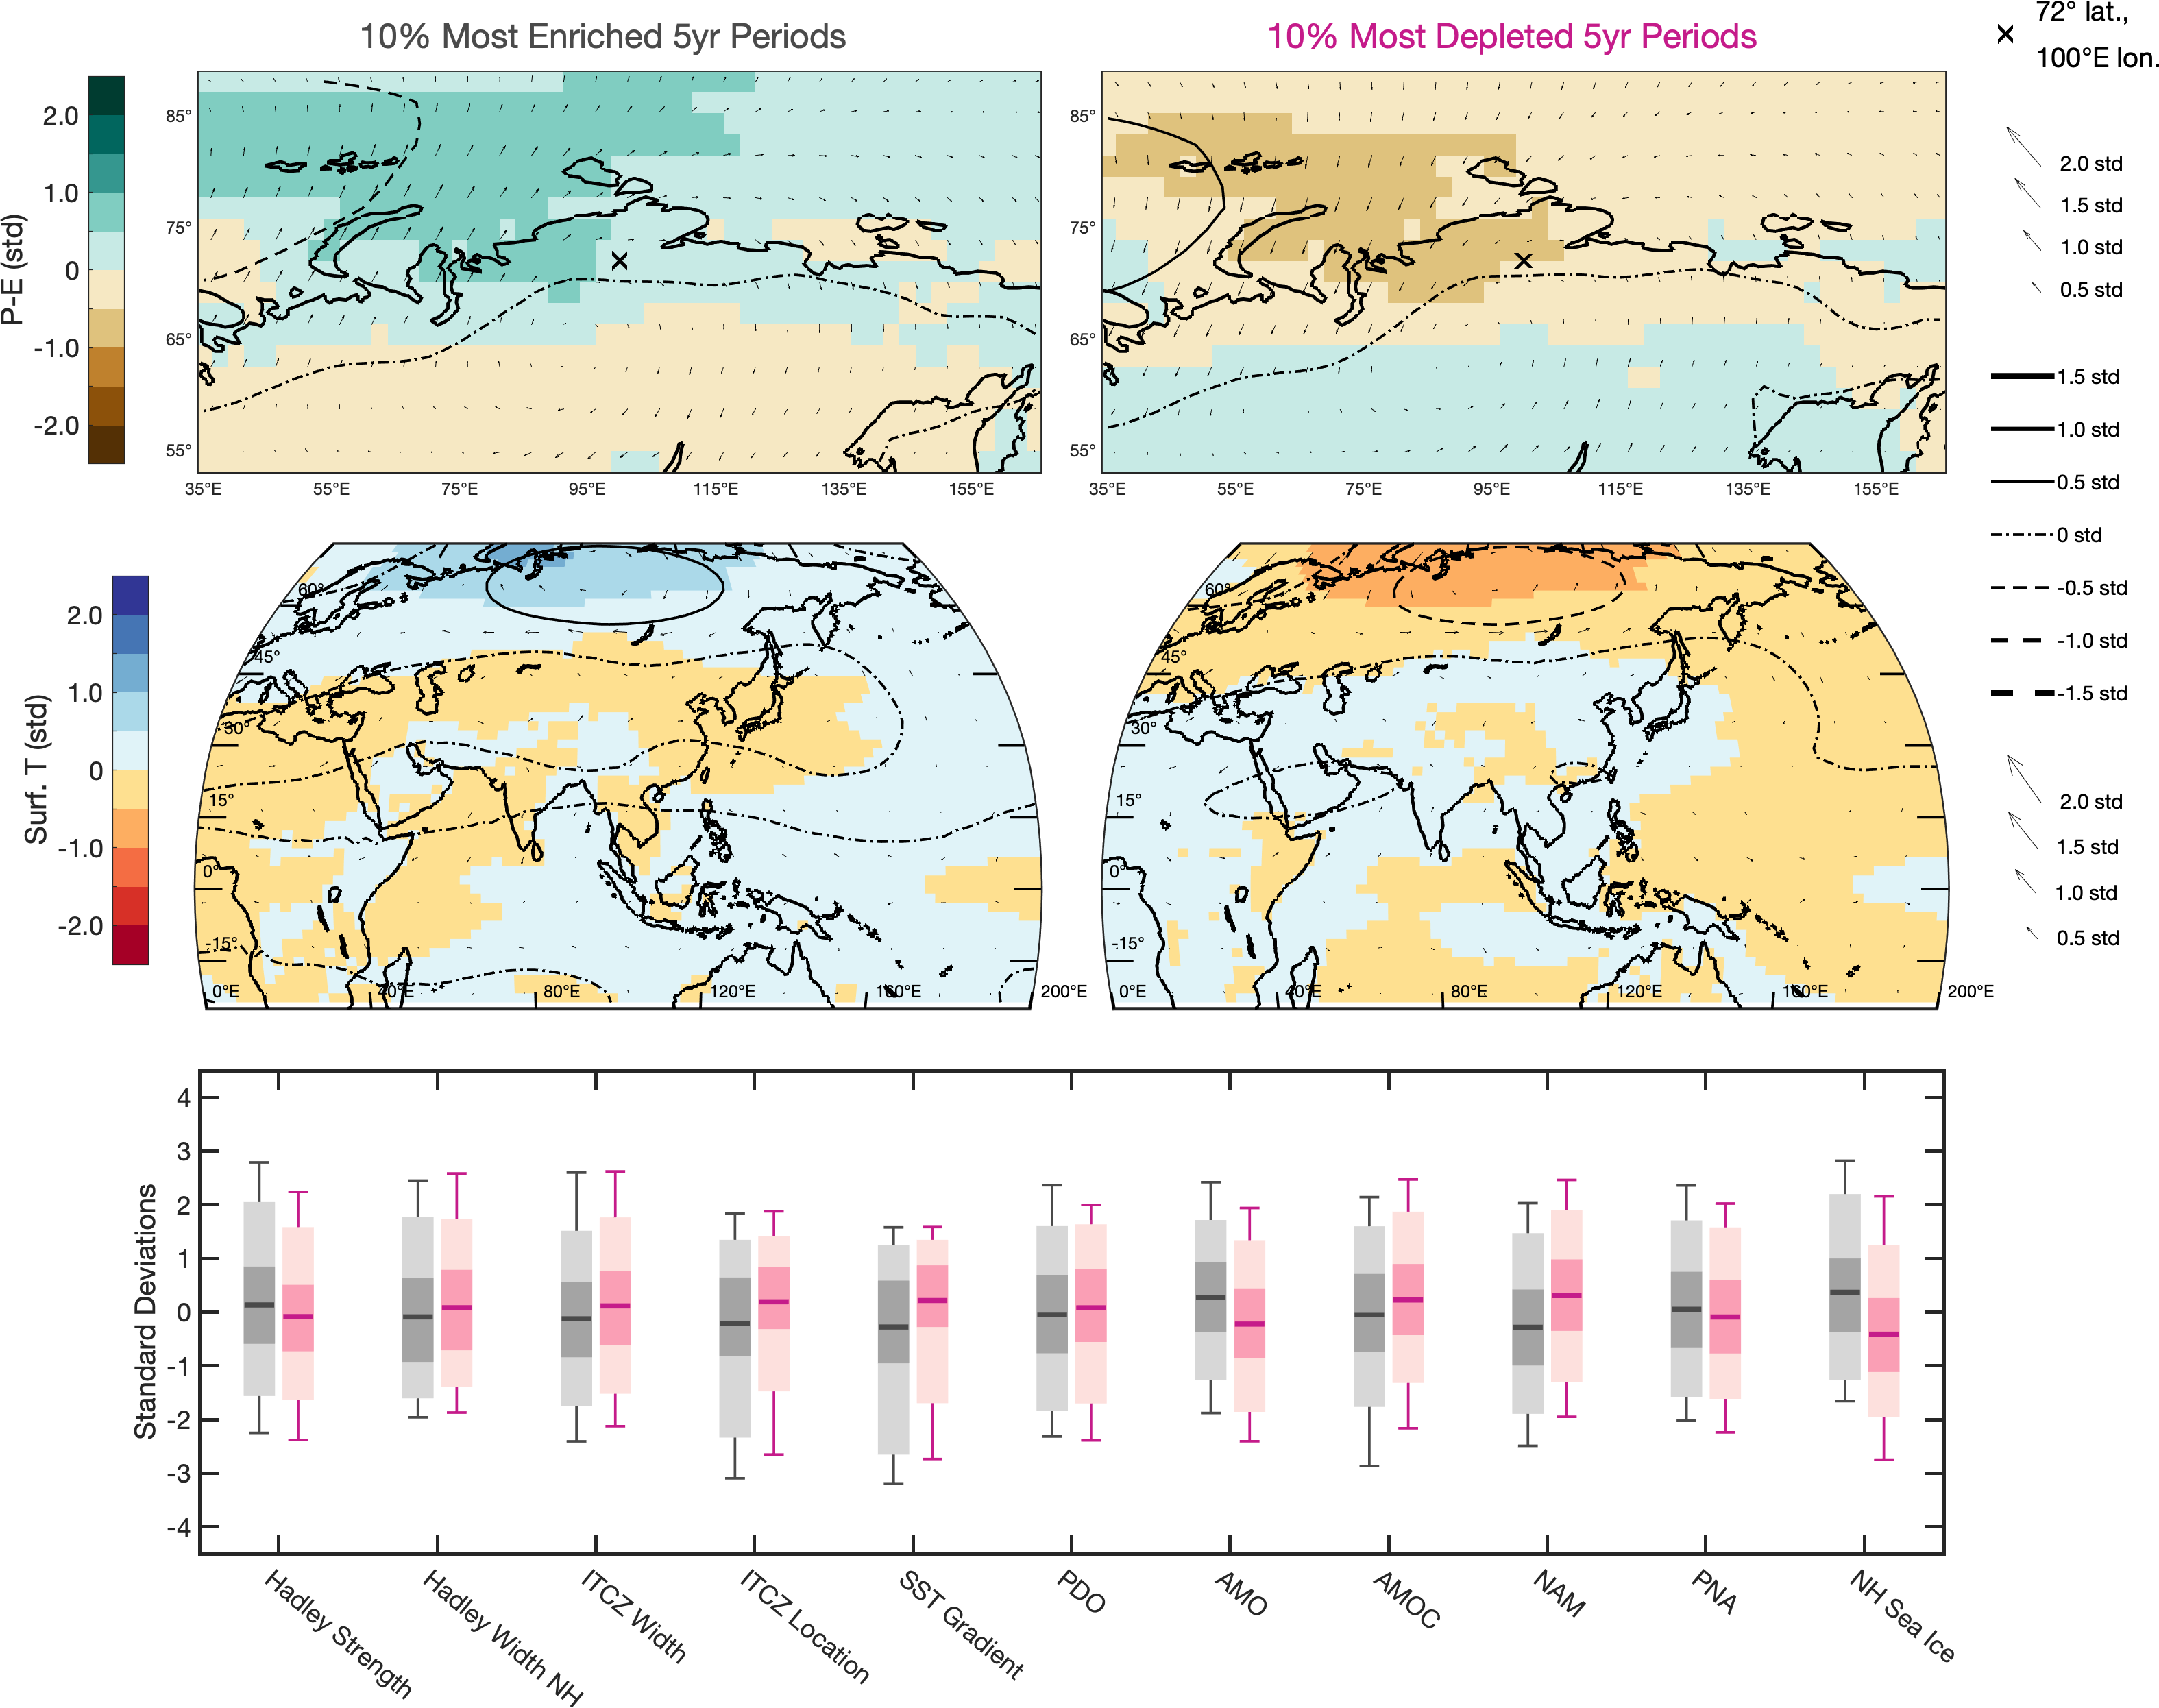 10% Most Enriched 5yr Periods
10% Most Depleted 5yr Periods
72° lat.,
100°E lon.
P-E (std)
2.0
1.0
0
-1.0
-2.0
85°
75°
65°
55°
35°E 55°E 75°E 95°E 115°E 135°E 155°E
85°
75°
65°
55°
35°E 55°E 75°E 95°E 115°E 135°E 155°E
2.0 std
1.5 std
1.0 std
0.5 std
1.5 std
1.0 std
0.5 std
0 std
-0.5 std
-1.0 std
-1.5 std
2.0 std
1.5 std
1.0 std
0.5 std
Surf. T (std)
2.0
1.0
0
-1.0
-2.0
60°
45°
30°
15°
0°
-15°
0°E 40°E 80°E 120°E 160°E 200°E
60°
45°
30°
15°
0°
-15°
0°E 40°E 80°E 120°E 160°E 200°E
Standard Deviations
4
3
2
1
0
-1
-2
-3
-4
Hadley Strength
Hadley Width NH
ITCZ Width
ITCZ Location
SST Gradient
PDO
AMO
AMOC
NAM
PNA
NH Sea Ice